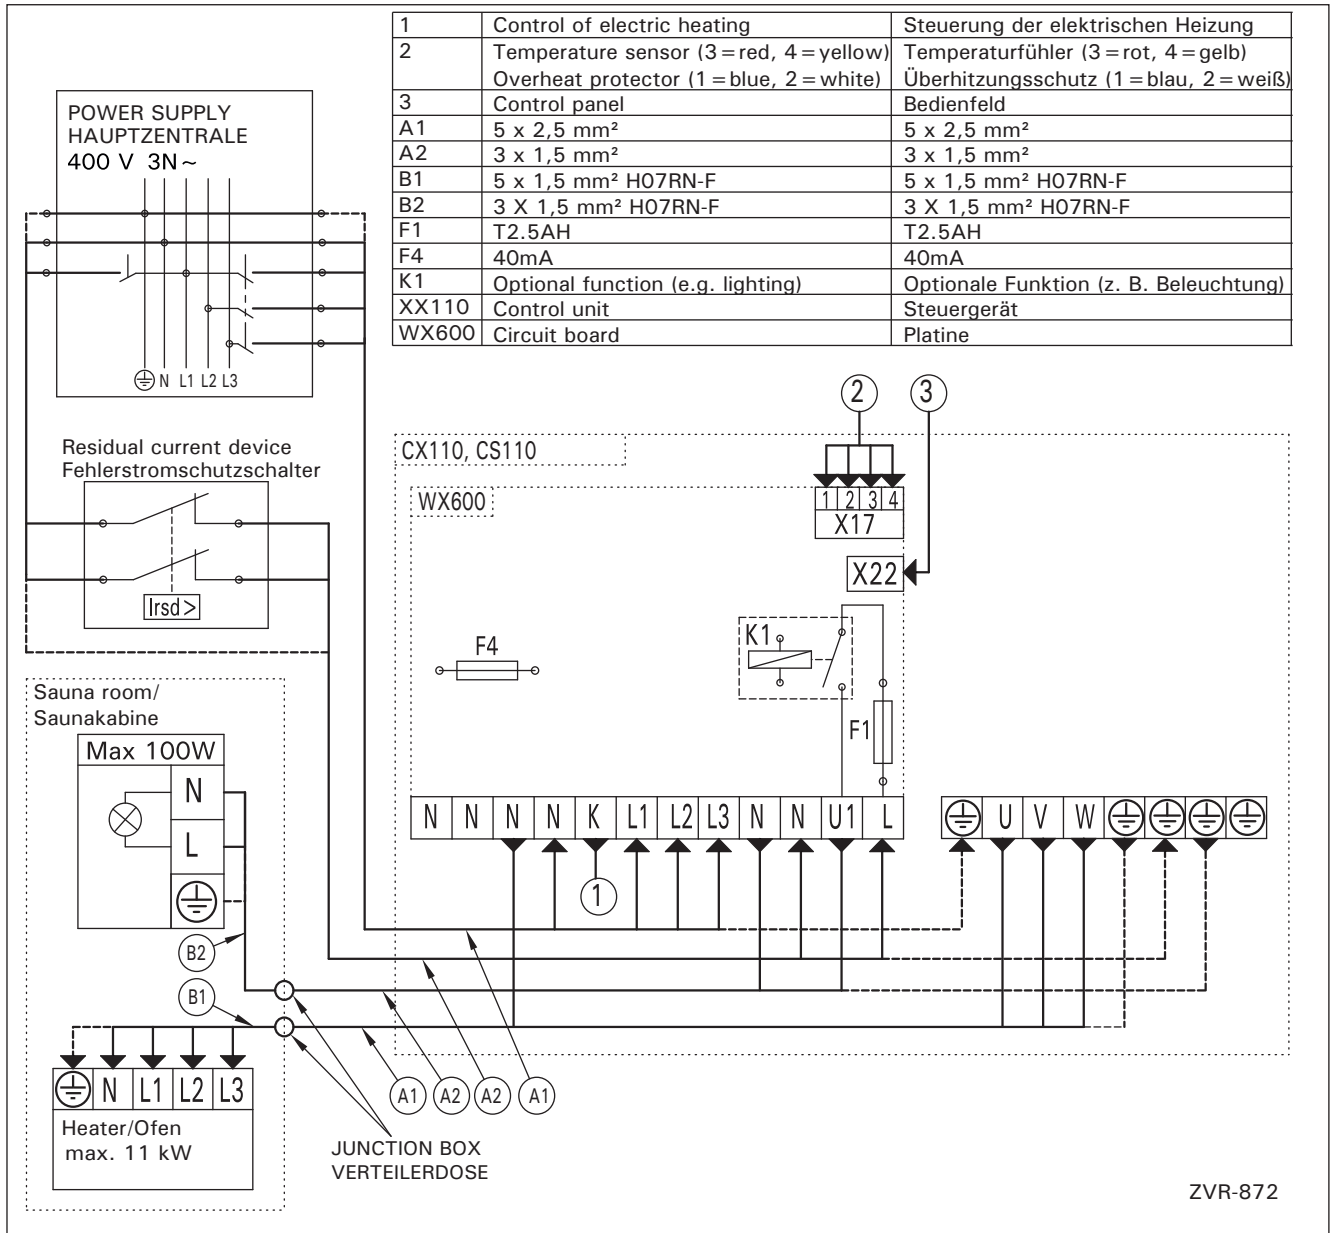 1 Control of electric heating Steuerung der elektrischen Heizung
2 Temperature sensor (3=red, 4=yellow) Temperaturfühler (3=rot, 4=gelb)
Overheat protector (1=blue, 2=white) Überhitzungsschutz (1=blau, 2=weiß)
3 Control panel Bedienfeld
A1 5 x 2,5 mm² 5 x 2,5 mm²
A2 3 x 1,5 mm² 3 x 1,5 mm²
B1 5 x 1,5 mm² H07RN-F 5 x 1,5 mm² H07RN-F
B2 3 X 1,5 mm² H07RN-F 3 X 1,5 mm² H07RN-F
F1 T2.5AH T2.5AH
F4 40mA 40mA
K1 Optional function (e.g. lighting) Optionale Funktion (z. B. Beleuchtung)
XX110 Control unit Steuergerät
WX600 Circuit board Platine
POWER SUPPLY
HAUPTZENTRALE
400 V 3N~
N L1 L2 L3
Residual current device
Fehlerstromschutzschalter
Irsd>
2 3
CX110, CS110
WX600
1 2 3 4
X17
X22
K1
F4
F1
N N N N K L1 L2 L3 N N U1 L
U V W
1
Sauna room/
Saunakabine
Max 100W
N
L
B2
B1
N L1 L2 L3
Heater/Ofen
max. 11 kW
A1 A2 A2 A1
JUNCTION BOX
VERTEILERDOSE
ZVR-872